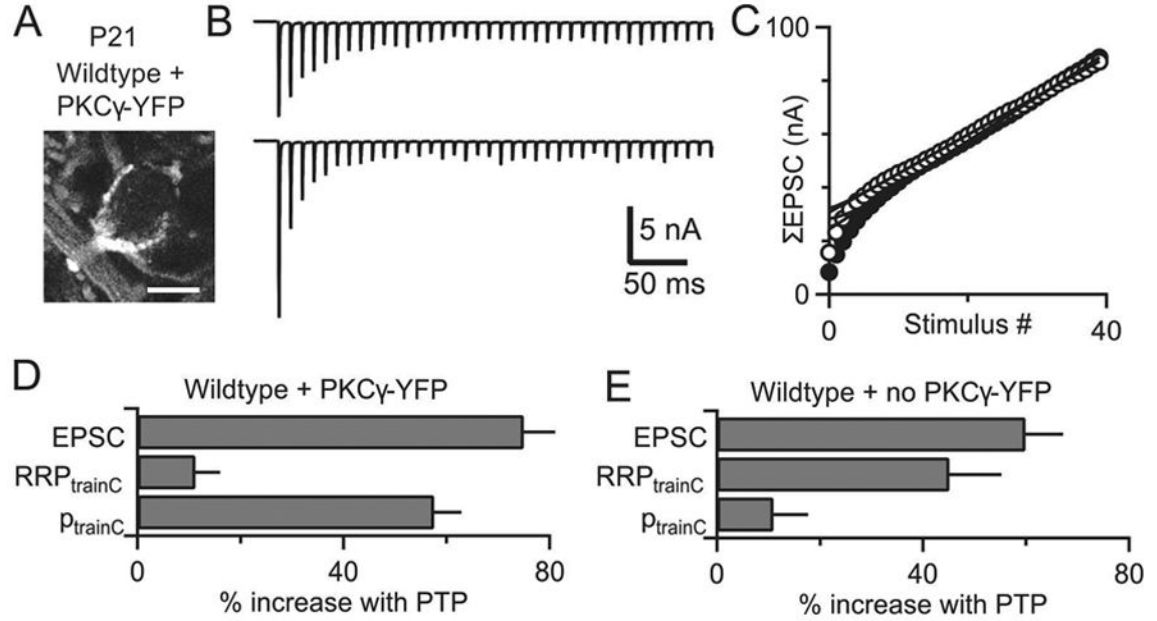 A
P21
Wildtype +
PKCγ-YFP
B
5 nA
50 ms
C
100
ΣEPSC (nA)
0
0
Stimulus #
40
D
Wildtype + PKCγ-YFP
EPSC
RRPtrainC
ptrainC
0
40
80
% increase with PTP
E
Wildtype + no PKCγ-YFP
EPSC
RRPtrainC
ptrainC
0
40
80
% increase with PTP